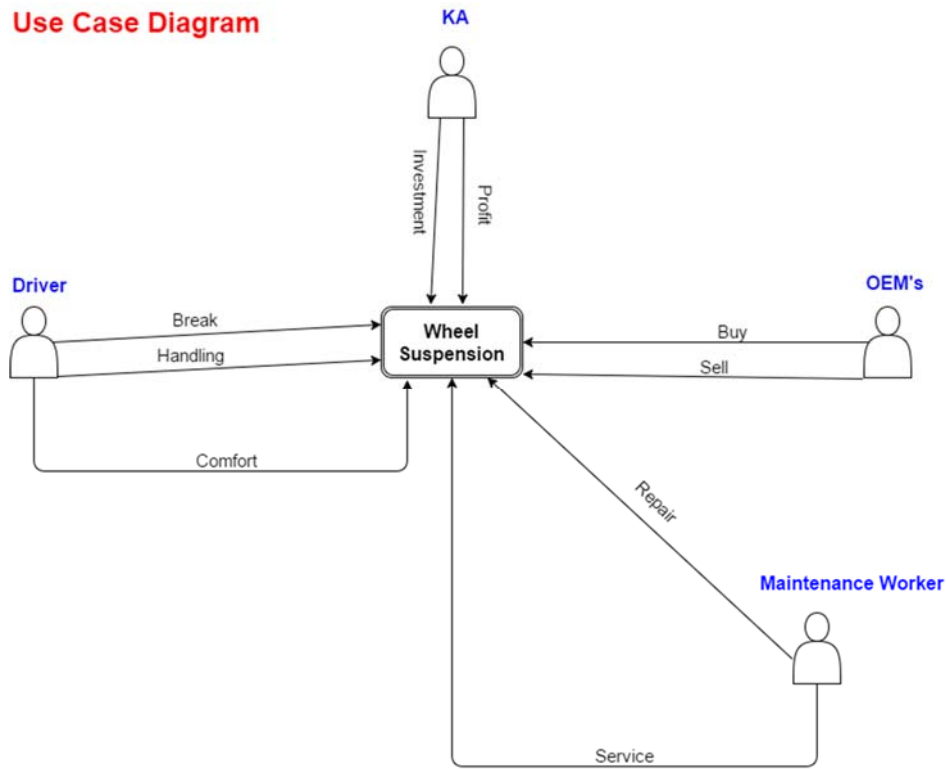 Use Case Diagram
KA
Investment
Profit
Driver
OEM's
Break
Handling
Wheel
Suspension
Buy
Sell
Comfort
Repair
Maintenance Worker
Service